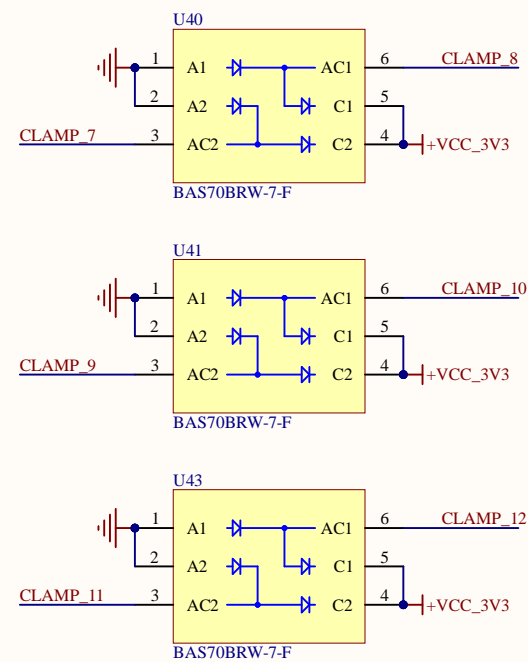 U40
1 A1 AC1 6 CLAMP_8
2 A2 C1 5
CLAMP_7 3 AC2 C2 4 +VCC_3V3
BAS70BRW-7-F
U41
1 A1 AC1 6 CLAMP_10
2 A2 C1 5
CLAMP_9 3 AC2 C2 4 +VCC_3V3
BAS70BRW-7-F
U43
1 A1 AC1 6 CLAMP_12
2 A2 C1 5
CLAMP_11 3 AC2 C2 4 +VCC_3V3
BAS70BRW-7-F